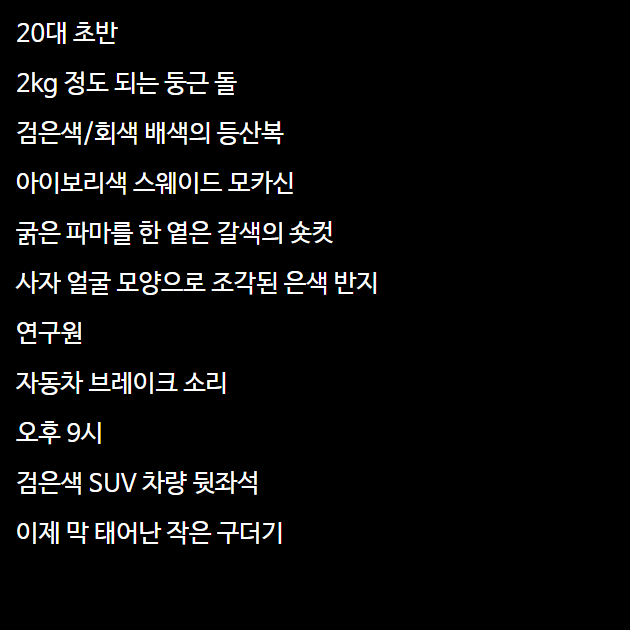 20대 초반
2kg 정도 되는 둥근 돌
검은색/회색 배색의 등산복
아이보리색 스웨이드 모카신
굵은 파마를 한 옅은 갈색의 숏컷
사자 얼굴 모양으로 조각된 은색 반지
연구원
자동차 브레이크 소리
오후 9시
검은색 SUV 차량 뒷좌석
이제 막 태어난 작은 구더기